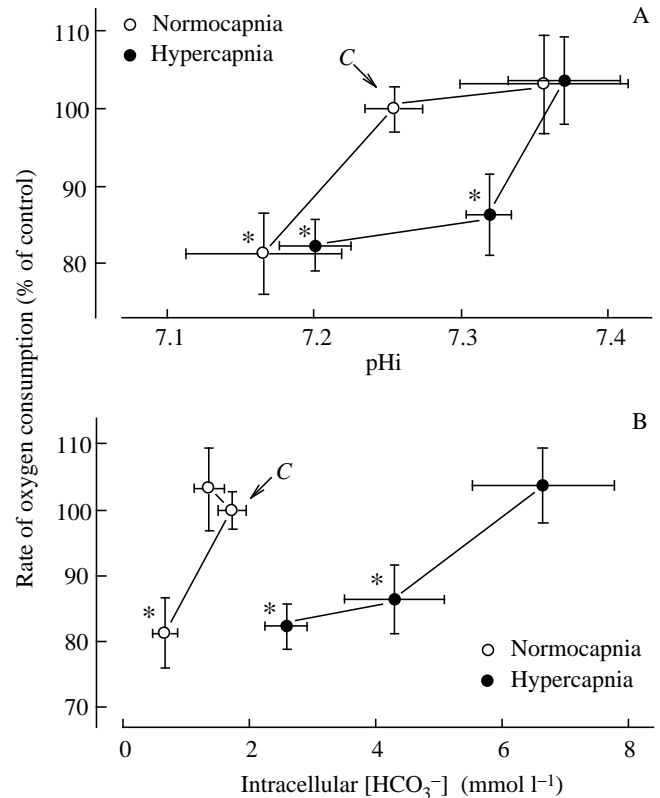 A
Normocapnia
Hypercapnia
C
110
100
90
80
*
*
*
7.1 7.2 7.3 7.4
pHi
Rate of oxygen consumption (% of control)
B
110
100
90
80
70
C
*
*
*
Normocapnia
Hypercapnia
0 2 4 6 8
Intracellular [HCO₃⁻] (mmol l⁻¹)